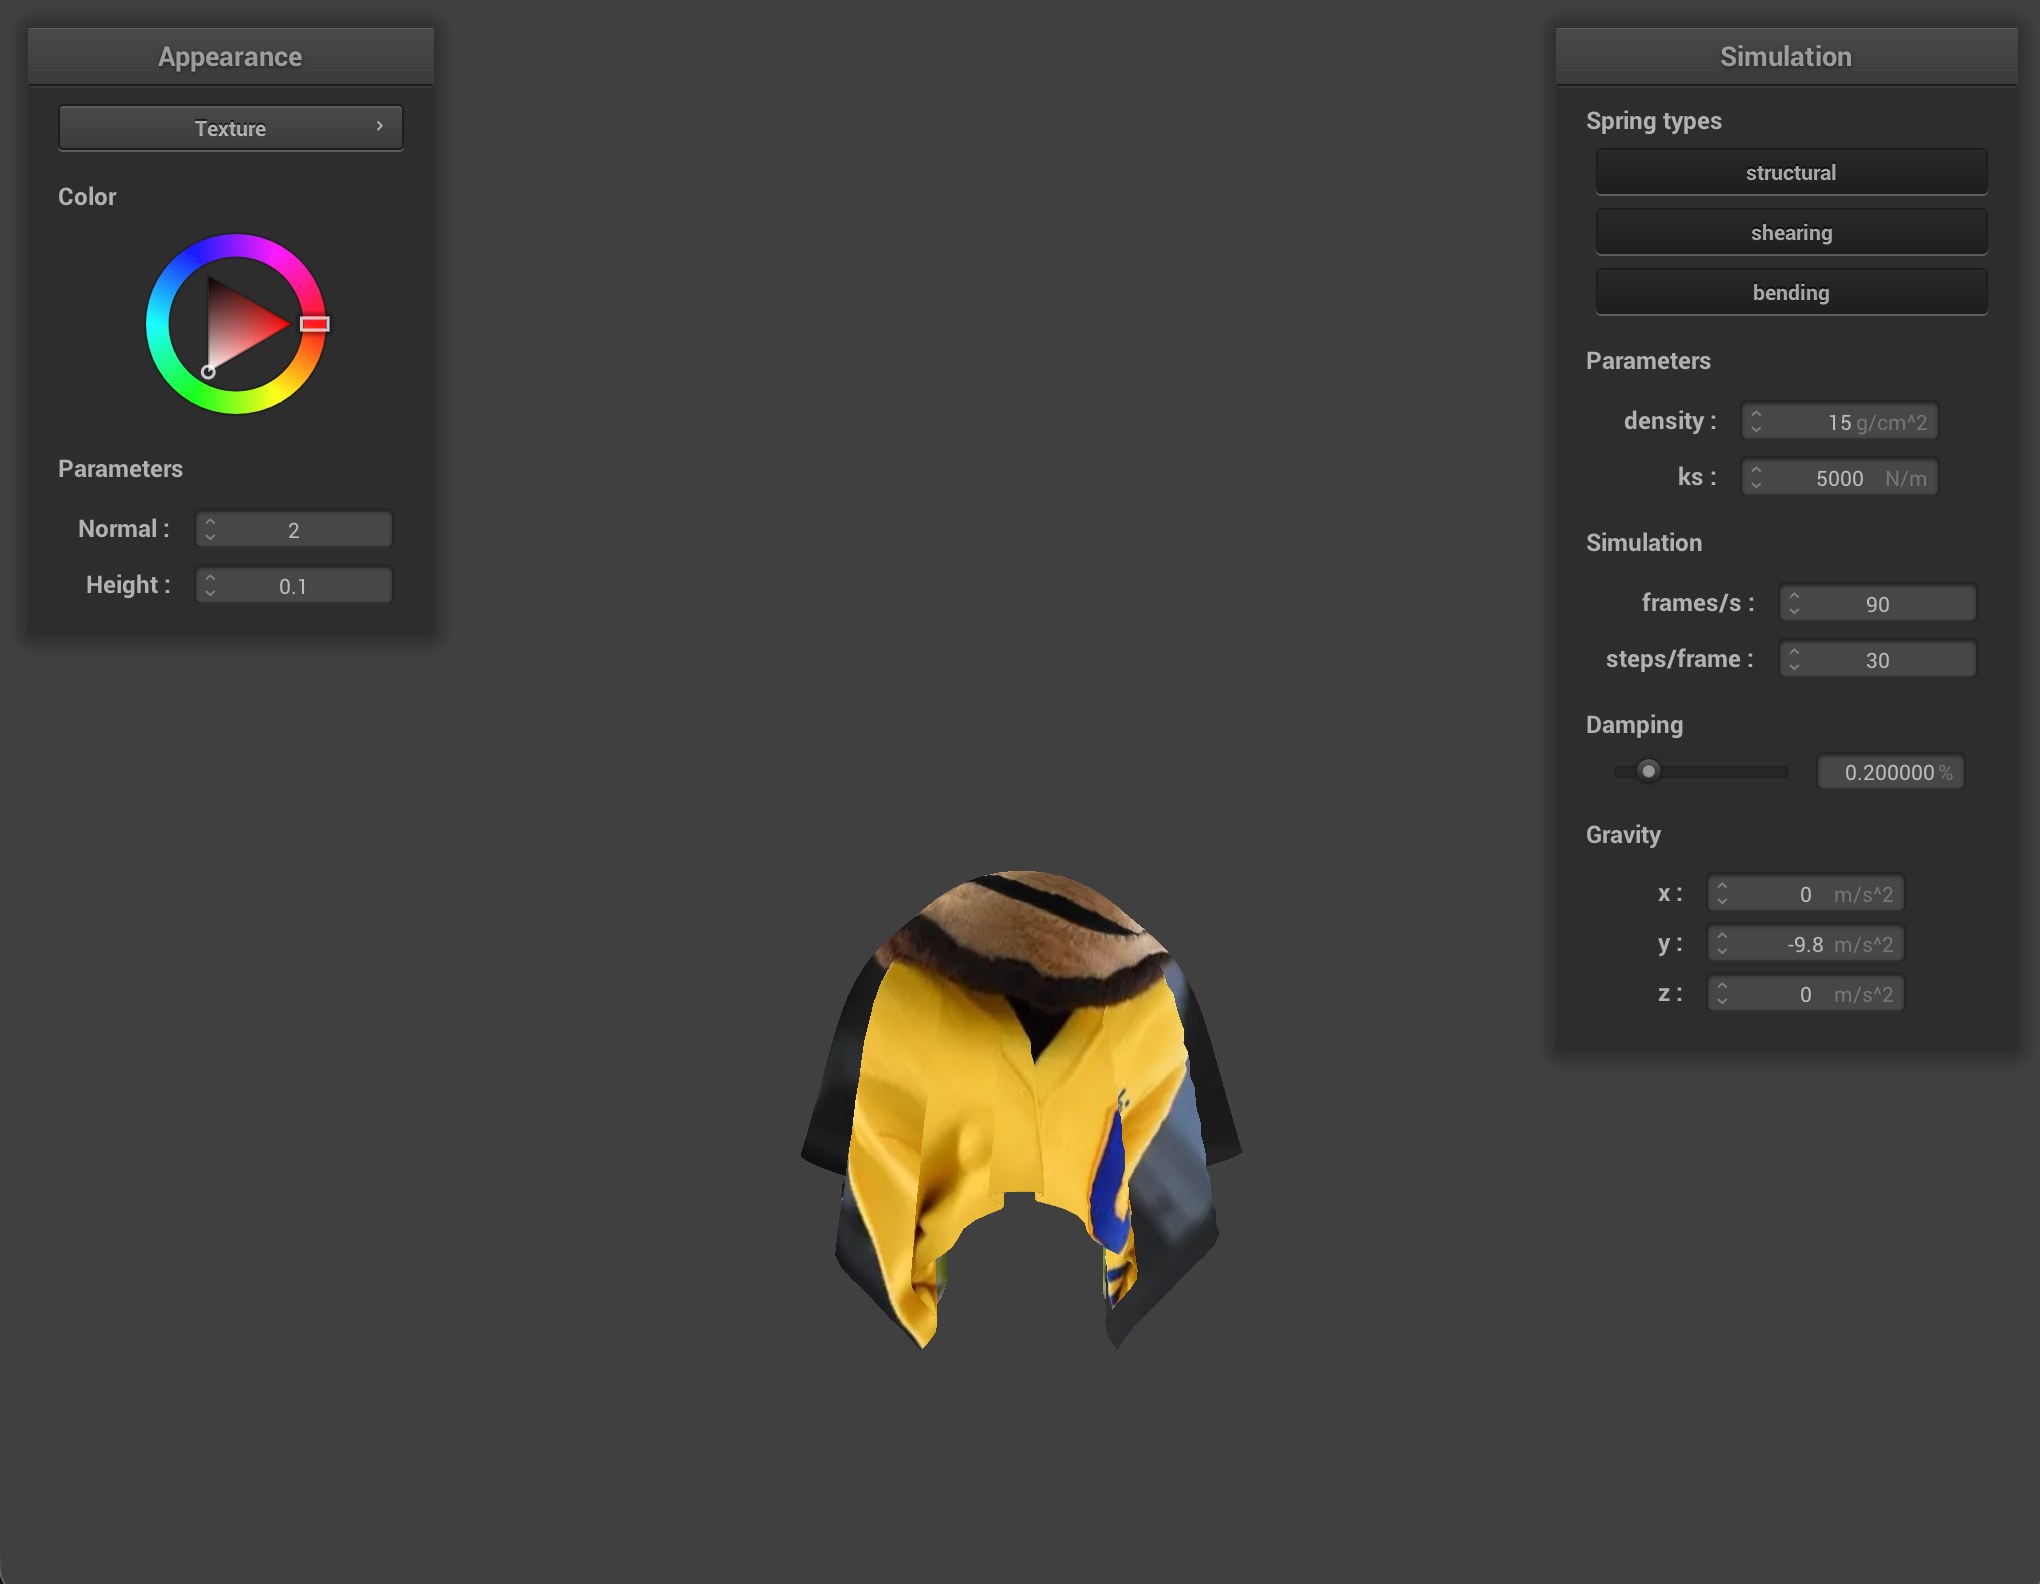 Appearance
Texture
Color
Parameters
Normal : 2
Height : 0.1
Simulation
Spring types
structural
shearing
bending
Parameters
density : 15 g/cm^2
ks : 5000 N/m
Simulation
frames/s : 90
steps/frame : 30
Damping
0.200000 %
Gravity
x : 0 m/s^2
y : -9.8 m/s^2
z : 0 m/s^2